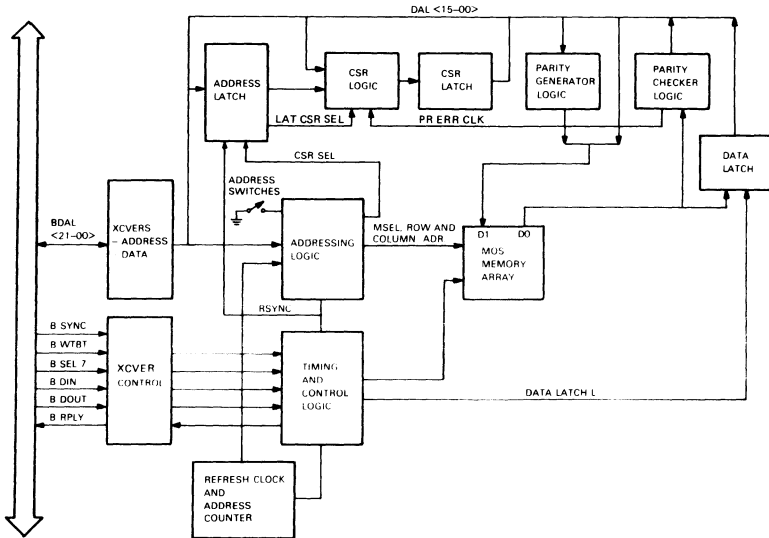 DAL <15-00>
ADDRESS
LATCH
CSR
LOGIC
CSR
LATCH
PARITY
GENERATOR
LOGIC
PARITY
CHECKER
LOGIC
LAT CSR SEL
PR ERR CLK
CSR SEL
DATA
LATCH
ADDRESS
SWITCHES
BDAL
<21-00>
XCVERS
- ADDRESS
DATA
ADDRESSING
LOGIC
MSEL, ROW AND
COLUMN ADR
D1 D0
MOS
MEMORY
ARRAY
RSYNC
B SYNC
B WTBT
B SEL 7
B DIN
B DOUT
B RPLY
XCVER
CONTROL
TIMING
AND
CONTROL
LOGIC
DATA LATCH L
REFRESH CLOCK
AND
ADDRESS
COUNTER